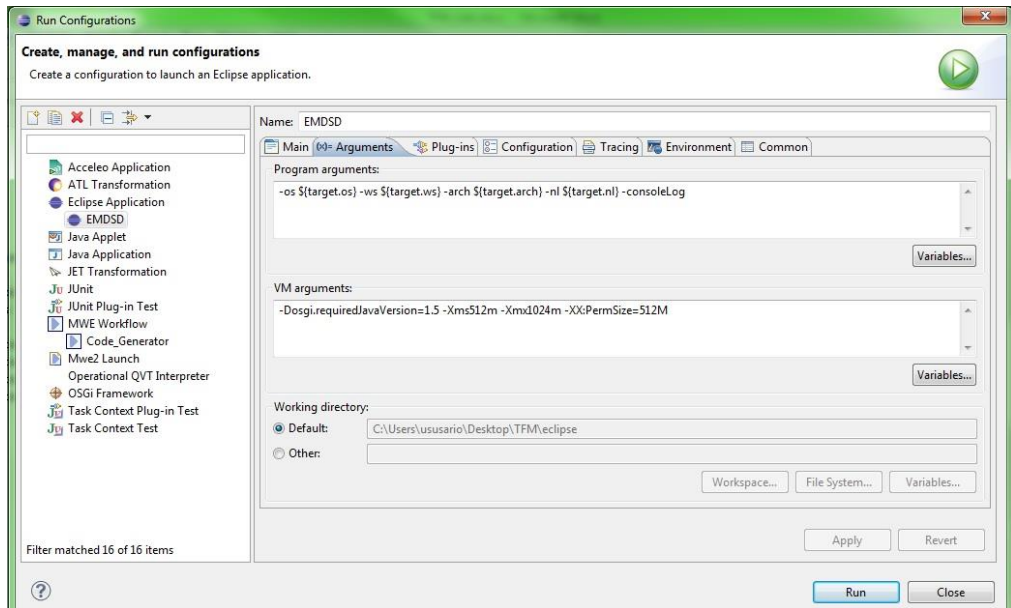 Run Configurations
Create, manage, and run configurations
Create a configuration to launch an Eclipse application.
Name: EMDSD
Main (x)= Arguments Plug-ins Configuration Tracing Environment Common
Acceleo Application
ATL Transformation
Eclipse Application
EMDSD
Java Applet
Java Application
JET Transformation
JUnit
JUnit Plug-in Test
MWE Workflow
Code_Generator
Mwe2 Launch
Operational QVT Interpreter
OSGi Framework
Task Context Plug-in Test
Task Context Test
Filter matched 16 of 16 items
Program arguments:
-os ${target.os} -ws ${target.ws} -arch ${target.arch} -nl ${target.nl} -consoleLog
Variables...
VM arguments:
-Dosgi.requiredJavaVersion=1.5 -Xms512m -Xmx1024m -XX:PermSize=512M
Variables...
Working directory:
Default: C:\Users\ususario\Desktop\TFM\eclipse
Other:
Workspace... File System... Variables...
Apply Revert
Run Close